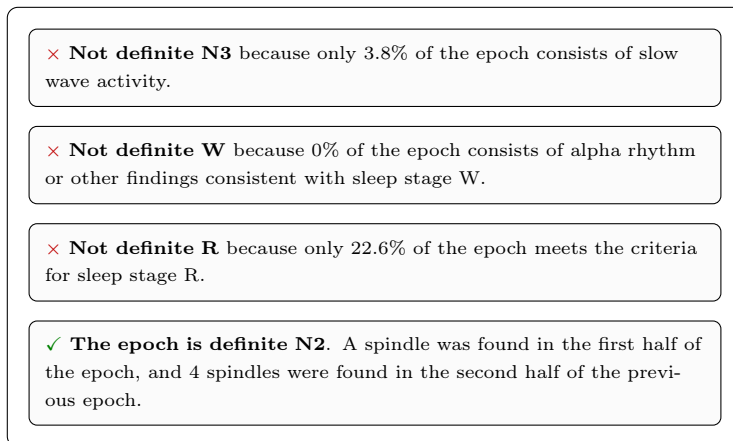 × Not definite N3 because only 3.8% of the epoch consists of slow
wave activity.
× Not definite W because 0% of the epoch consists of alpha rhythm
or other findings consistent with sleep stage W.
× Not definite R because only 22.6% of the epoch meets the criteria
for sleep stage R.
✓ The epoch is definite N2. A spindle was found in the first half of
the epoch, and 4 spindles were found in the second half of the previ-
ous epoch.